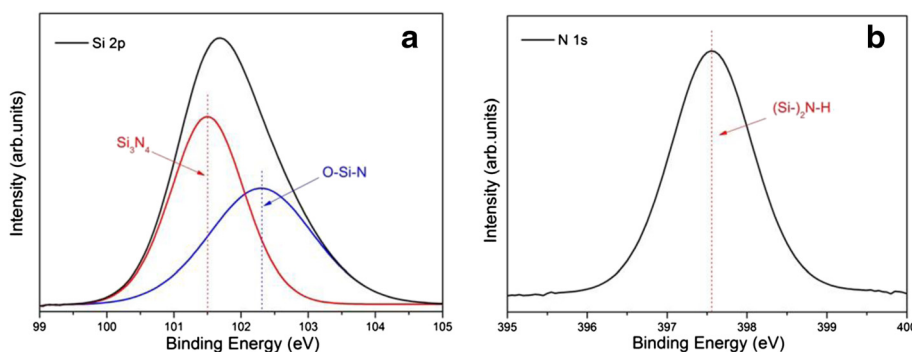 Si 2p
a
Si₃N₄
O-Si-N
Intensity (arb.units)
99 100 101 102 103 104 105
Binding Energy (eV)
N 1s
b
(Si-)₂N-H
Intensity (arb.units)
395 396 397 398 399 400
Binding Energy (eV)